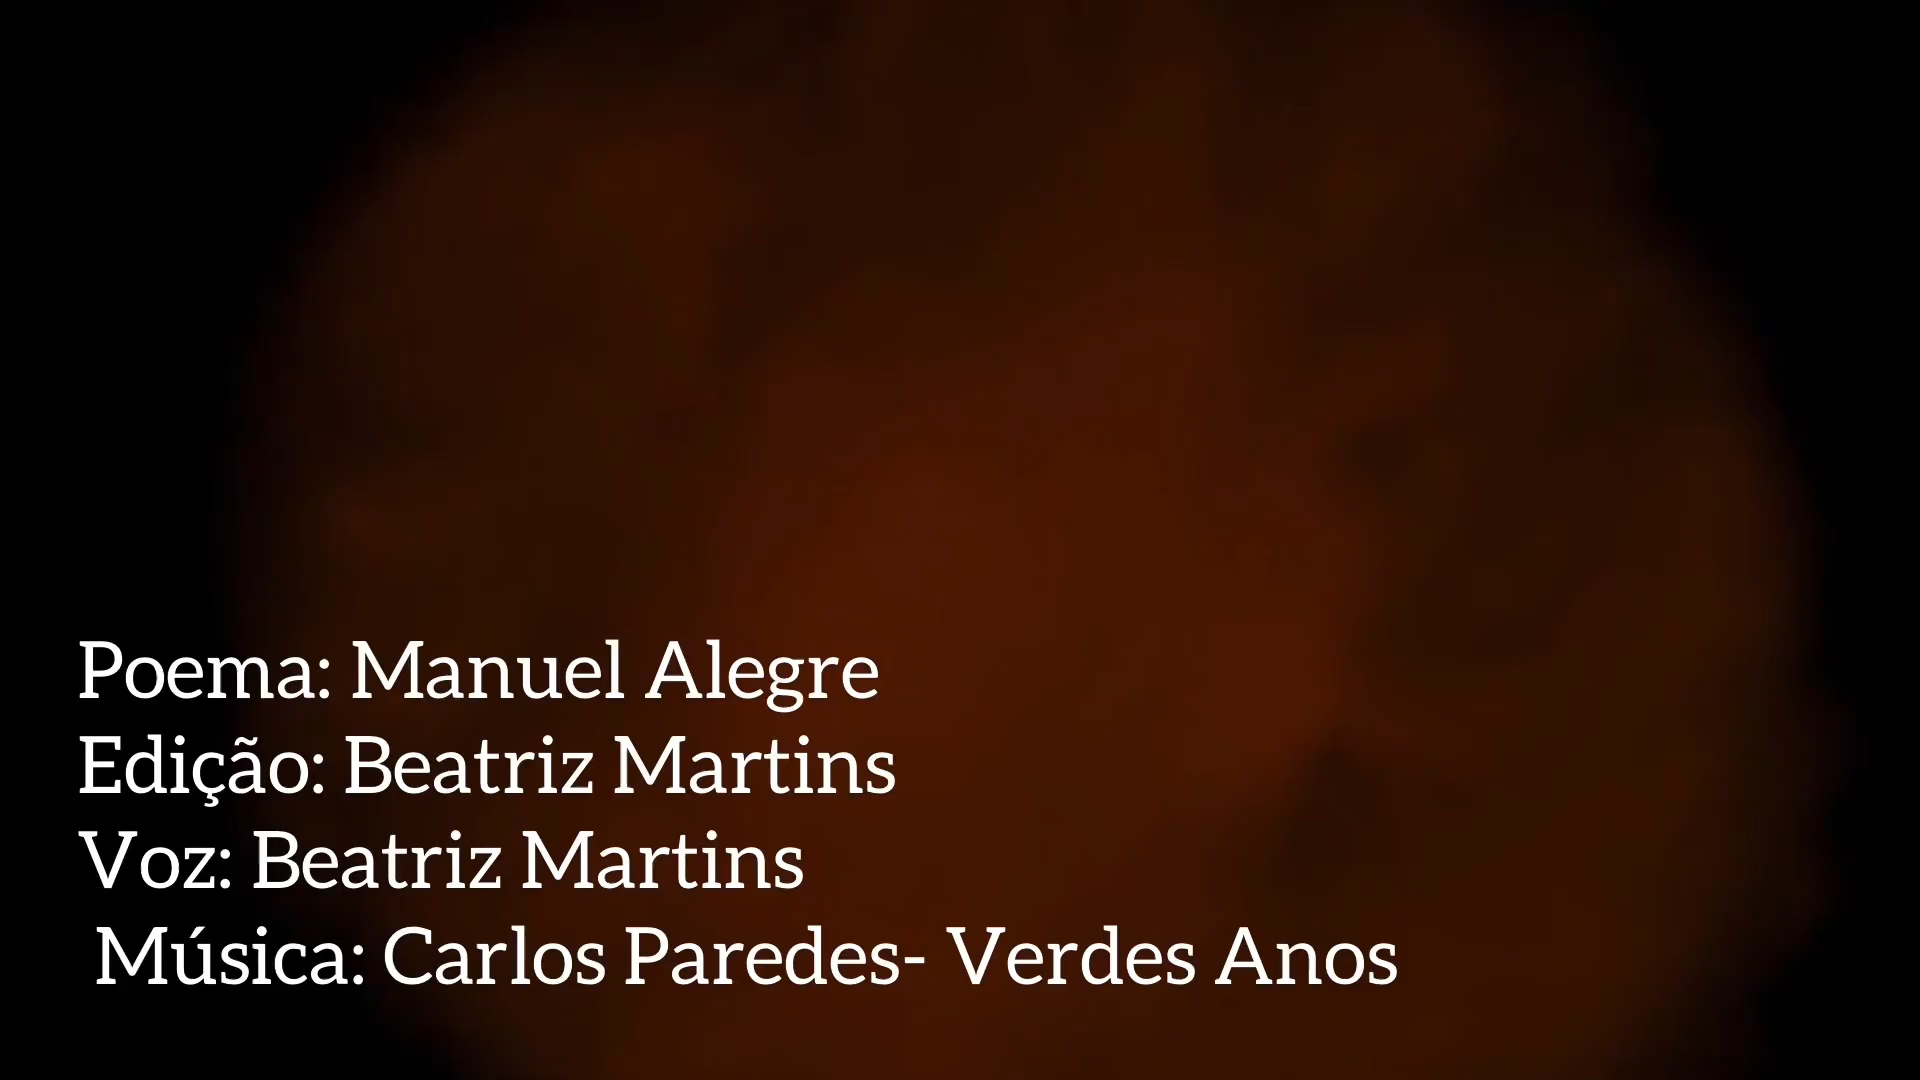 Poema: Manuel Alegre
Edição: Beatriz Martins
Voz: Beatriz Martins
Música: Carlos Paredes- Verdes Anos